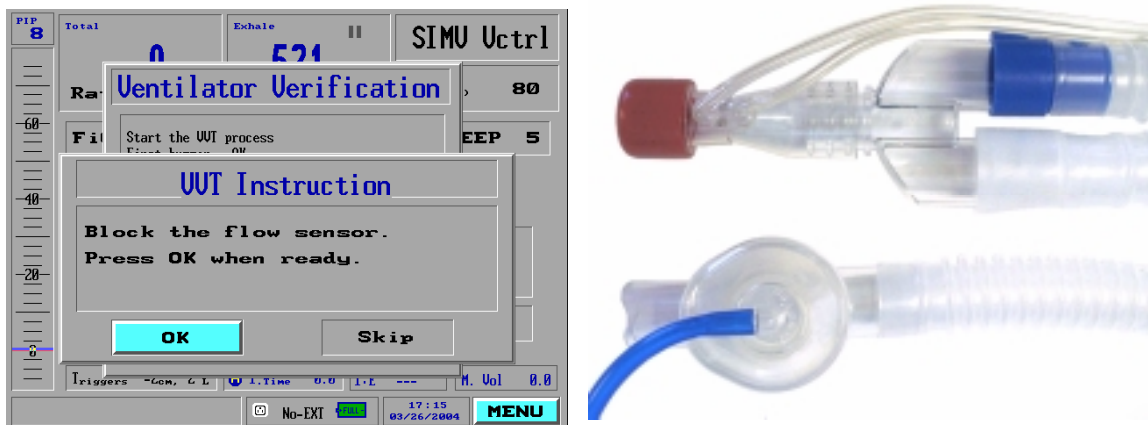 PIP
8
Total
0
Exhale
521
SIMV Vctrl
Ventilator Verification
80
60
Start the VVT process
EEP 5
VVT Instruction
40
Block the flow sensor.
Press OK when ready.
20
OK
Skip
0
Triggers
I.Time 0.0
I:E ---
M. Vol 0.0
No-EXT
FULL
17:15
03/26/2004
MENU